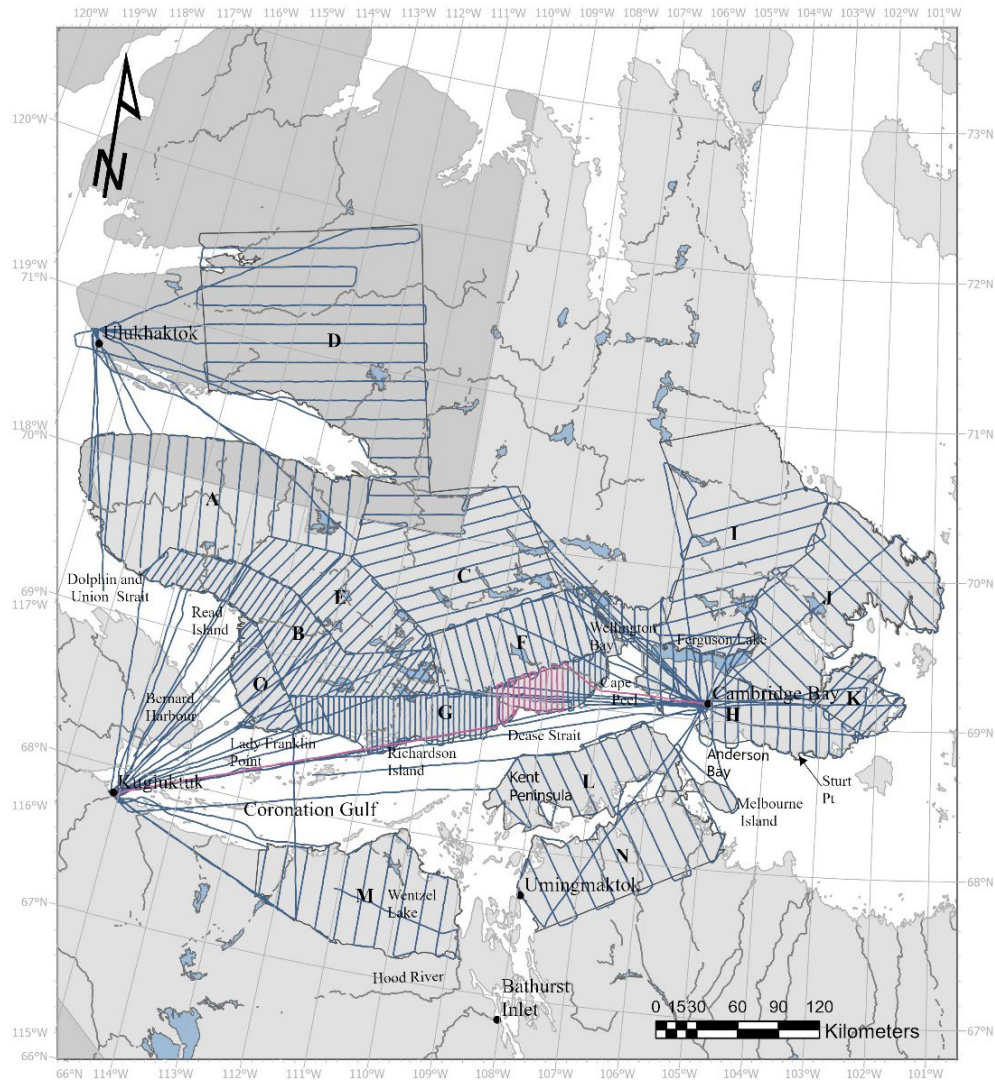 120°W 119°W 118°W 117°W 116°W 115°W 114°W 113°W 112°W 111°W 110°W 109°W 108°W 107°W 106°W 105°W 104°W 103°W 102°W 101°W
120°W
73°N
N
72°N
119°W
71°N
Ulukhaktok
D
71°N
118°W
70°N
A
I
C
70°N
Dolphin and
Union Strait
69°N
117°W
E
J
Read
Island
B
F
Wellington
Bay
Ferguson Lake
O
Cape
Peel
Cambridge Bay
K
Bernard
Harbour
G
H
69°N
Lady Franklin
Point
Richardson
Island
Dease Strait
Anderson
Bay
68°N
Kugluktuk
Kent
Peninsula
L
Sturt
Pt
116°W
Coronation Gulf
Melbourne
Island
N
Umingmaktok
68°N
67°N
M
Wentzel
Lake
Hood River
Bathurst
Inlet
0 15 30 60 90 120
Kilometers
115°W
66°N
67°N
66°N 114°W 113°W 112°W 111°W 110°W 109°W 108°W 107°W 106°W 105°W 104°W 103°W